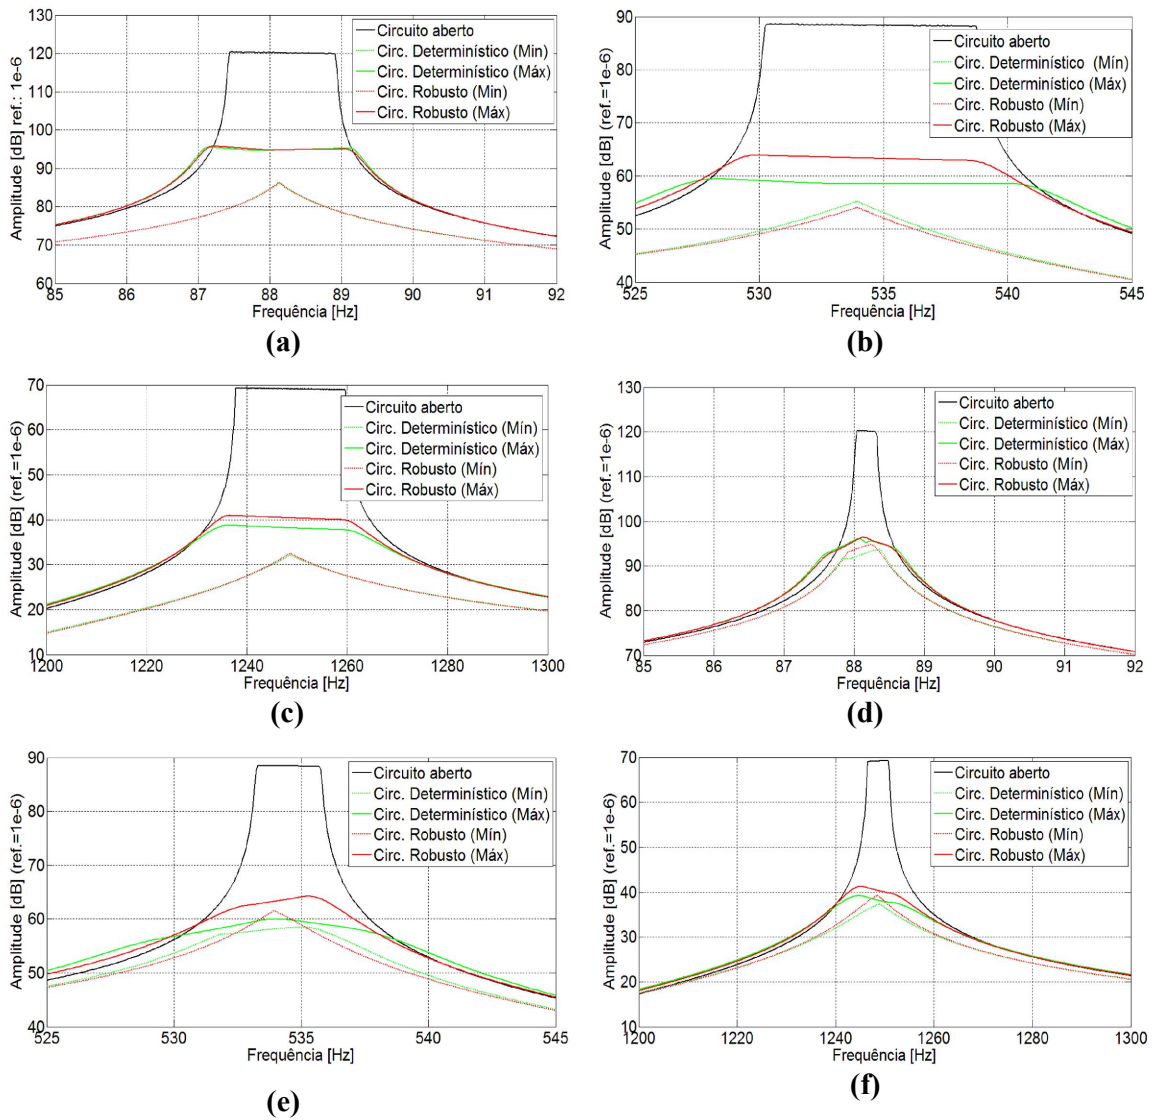 130
120
110
100
90
80
70
60
Amplitude [dB] ref.: 1e-6
Circuito aberto
Circ. Determinístico (Min)
Circ. Determinístico (Máx)
Circ. Robusto (Min)
Circ. Robusto (Máx)
85 86 87 88 89 90 91 92
Frequência [Hz]
(a)
90
80
70
60
50
40
Amplitude [dB] (ref.=1e-6)
Circuito aberto
Circ. Determinístico (Mín)
Circ. Determinístico (Máx)
Circ. Robusto (Mín)
Circ. Robusto (Máx)
525 530 535 540 545
Frequência [Hz]
(b)
70
60
50
40
30
20
10
Amplitude [dB] (ref.=1e-6)
Circuito aberto
Circ. Determinístico (Mín)
Circ. Determinístico (Máx)
Circ. Robusto (Mín)
Circ. Robusto (Máx)
1200 1220 1240 1260 1280 1300
Frequência [Hz]
(c)
130
120
110
100
90
80
70
Amplitude [dB] (ref.=1e-6)
Circuito aberto
Circ. Determinístico (Mín)
Circ. Determinístico (Máx)
Circ. Robusto (Mín)
Circ. Robusto (Máx)
85 86 87 88 89 90 91 92
Frequência [Hz]
(d)
90
80
70
60
50
40
Amplitude [dB] (ref.=1e-6)
Circuito aberto
Circ. Determinístico (Mín)
Circ. Determinístico (Máx)
Circ. Robusto (Mín)
Circ. Robusto (Máx)
525 530 535 540 545
Frequência [Hz]
(e)
70
60
50
40
30
20
10
Amplitude [dB] (ref.=1e-6)
Circuito aberto
Circ. Determinístico (Mín)
Circ. Determinístico (Máx)
Circ. Robusto (Mín)
Circ. Robusto (Máx)
1200 1220 1240 1260 1280 1300
Frequência [Hz]
(f)